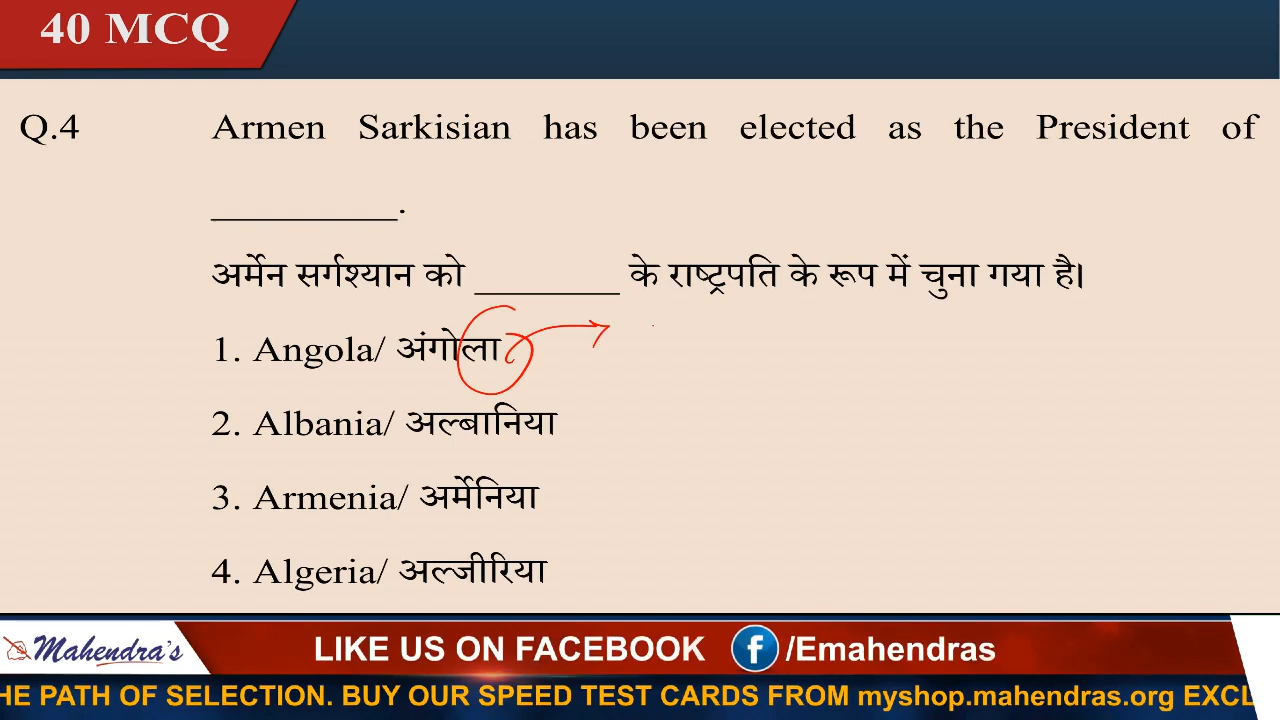 40 MCQ
Q.4 Armen Sarkisian has been elected as the President of
__________.
अर्मेन सर्गश्यान को ________ के राष्ट्रपति के रूप में चुना गया है।
1. Angola/ अंगोला
2. Albania/ अल्बानिया
3. Armenia/ अर्मेनिया
4. Algeria/ अल्जीरिया
Mahendra's LIKE US ON FACEBOOK f /Emahendras
HE PATH OF SELECTION. BUY OUR SPEED TEST CARDS FROM myshop.mahendras.org EXCL